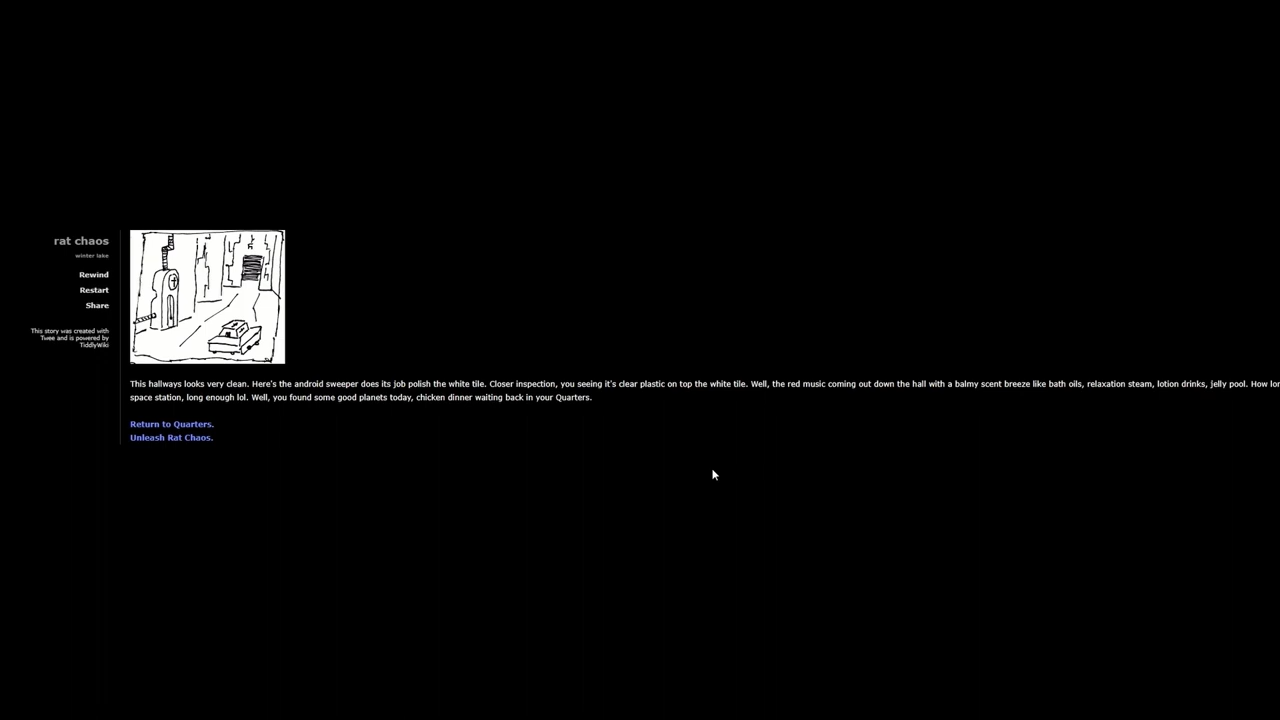 rat chaos
winter lake
Rewind
Restart
Share
This story was created with
Twee and is powered by
TiddlyWiki
This hallways looks very clean. Here's the android sweeper does its job polish the white tile. Closer inspection, you seeing it's clear plastic on top the white tile. Well, the red music coming out down the hall with a balmy scent breeze like bath oils, relaxation steam, lotion drinks, jelly pool. How
space station, long enough lol. Well, you found some good planets today, chicken dinner waiting back in your Quarters.
Return to Quarters.
Unleash Rat Chaos.